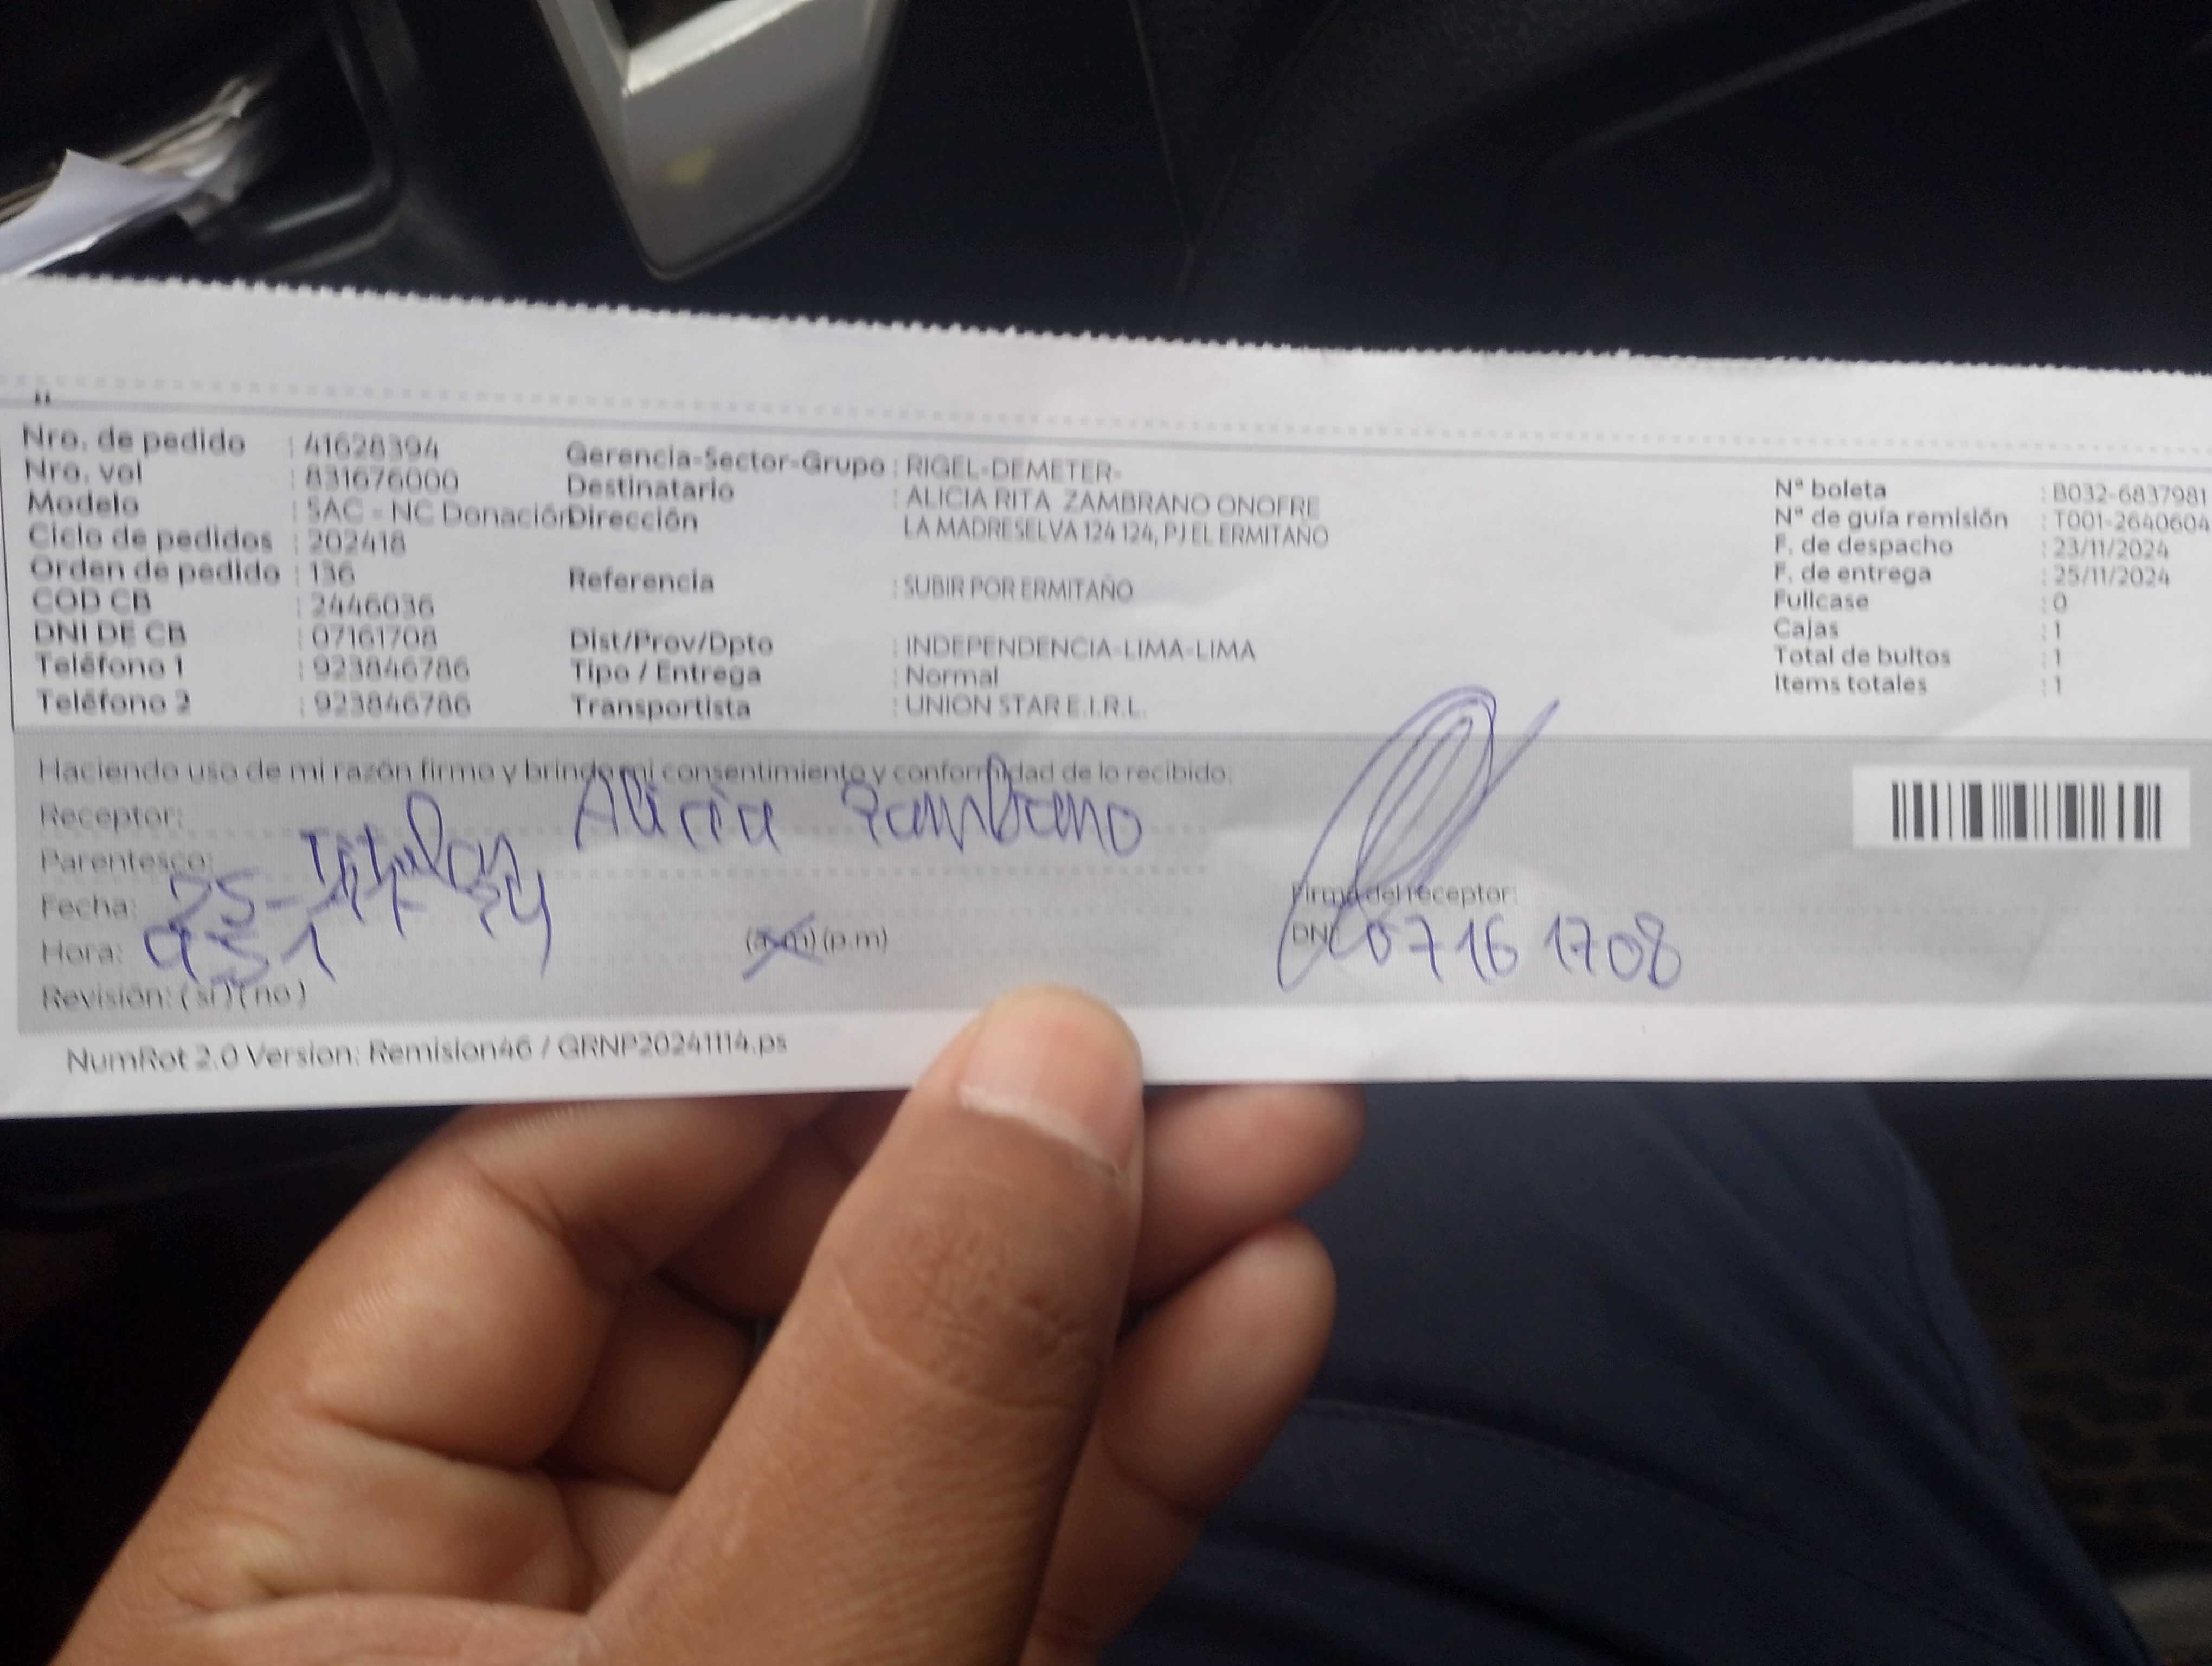 Nro. de pedido : 41628394
Nro. vol : 831676000
Modelo : SAC - NC Donación
Ciclo de pedidos : 202418
Orden de pedido : 136
COD CB : 2446036
DNI DE CB : 07161708
Teléfono 1 : 923846786
Teléfono 2 : 923846786
Gerencia-Sector-Grupo : RIGEL-DEMETER-
Destinatario : ALICIA RITA ZAMBRANO ONOFRE
Dirección LA MADRESELVA 124 124, PJ EL ERMITAÑO
Referencia : SUBIR POR ERMITAÑO
Dist/Prov/Dpto : INDEPENDENCIA-LIMA-LIMA
Tipo / Entrega : Normal
Transportista : UNION STAR E.I.R.L.
Nª boleta : B032-6837981
Nª de guía remisión : T001-2640604
F. de despacho : 23/11/2024
F. de entrega : 25/11/2024
Fullcase : 0
Cajas : 1
Total de bultos : 1
Items totales : 1
Haciendo uso de mi razón firmo y brindo mi consentimiento y conformidad de lo recibido.
Receptor: Alicia Zambrano
Parentesco: Titular
Fecha: 25-11-24
Hora: 951 (a.m) (p.m)
Revisión: (si) (no)
Firma del receptor:
DNI 07161708
NumRot 2.0 Version: Remision46 / GRNP20241114.ps